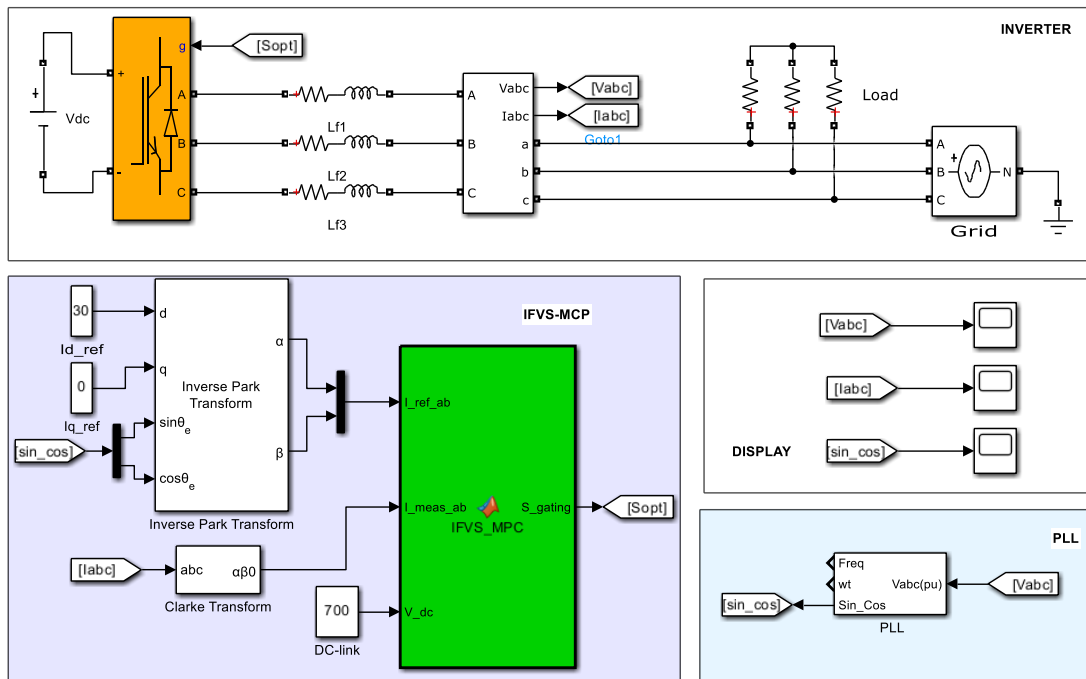 INVERTER
g
[Sopt]
+
Vdc
-
A
B
C
Lf1
Lf2
Lf3
A
B
C
Vabc
Iabc
a
b
c
[Vabc]
[Iabc]
Goto1
Load
A
B
C
+
N
Grid
IFVS-MCP
30
Id_ref
0
Iq_ref
[sin_cos]
d
q
sinθe
cosθe
Inverse Park
Transform
α
β
Inverse Park Transform
[Iabc]
abc
αβ0
Clarke Transform
700
DC-link
I_ref_ab
I_meas_ab
V_dc
IFVS_MPC
S_gating
[Sopt]
[Vabc]
[Iabc]
[sin_cos]
DISPLAY
PLL
Freq
wt
Sin_Cos
Vabc(pu)
[Vabc]
[sin_cos]
PLL